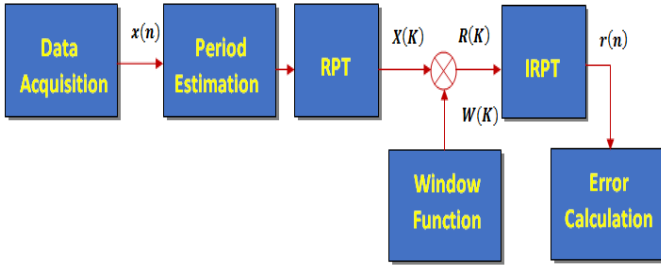 Data
Acquisition
x(n)
Period
Estimation
RPT
X(K)
R(K)
W(K)
IRPT
r(n)
Window
Function
Error
Calculation